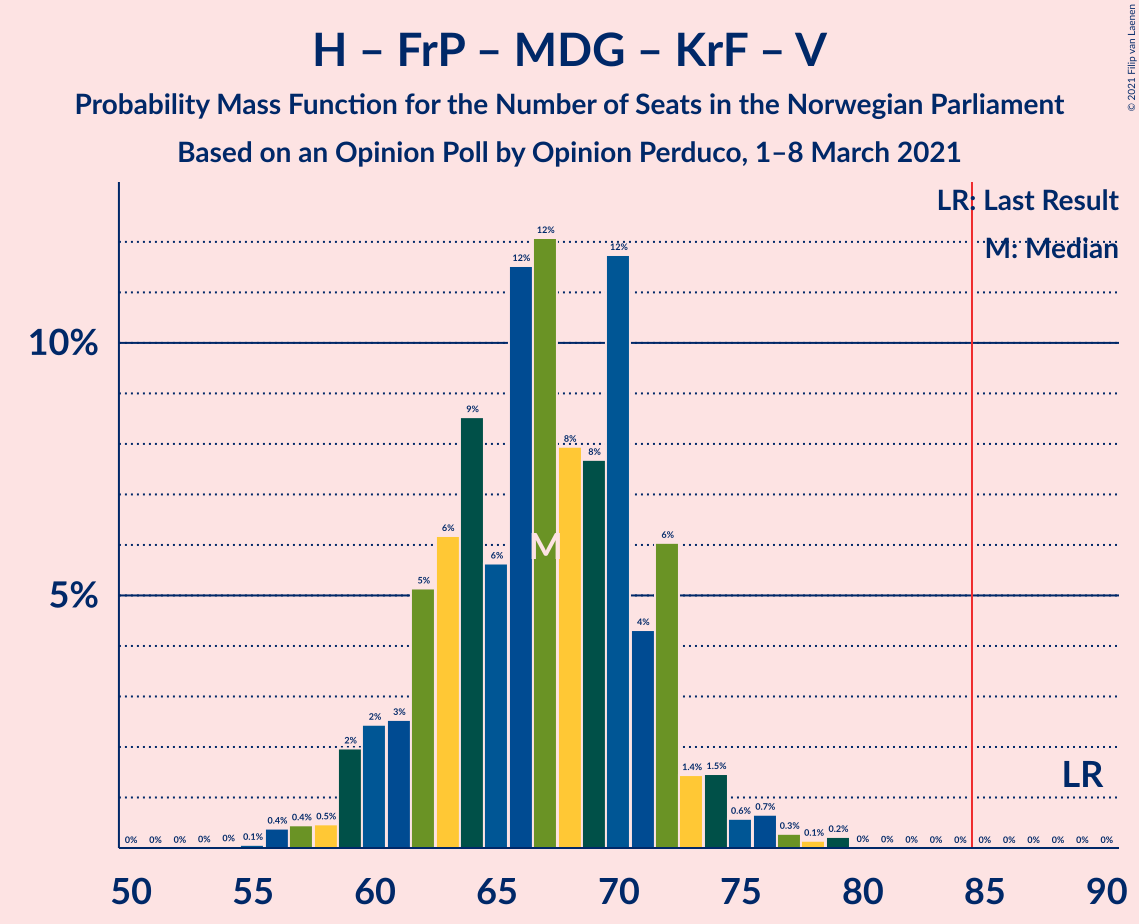 H – FrP – MDG – KrF – V
Probability Mass Function for the Number of Seats in the Norwegian Parliament
Based on an Opinion Poll by Opinion Perduco, 1–8 March 2021
© 2021 Filip van Laenen
LR: Last Result
M: Median
10%
5%
0% 0% 0% 0% 0% 0.1% 0.4% 0.4% 0.5% 2% 2% 3% 5% 6% 9% 6% 12% 12% 8% 8% 12% 4% 6% 1.4% 1.5% 0.6% 0.7% 0.3% 0.1% 0.2% 0% 0% 0% 0% 0% 0% 0% 0% 0% 0% 0%
M
LR
50 55 60 65 70 75 80 85 90